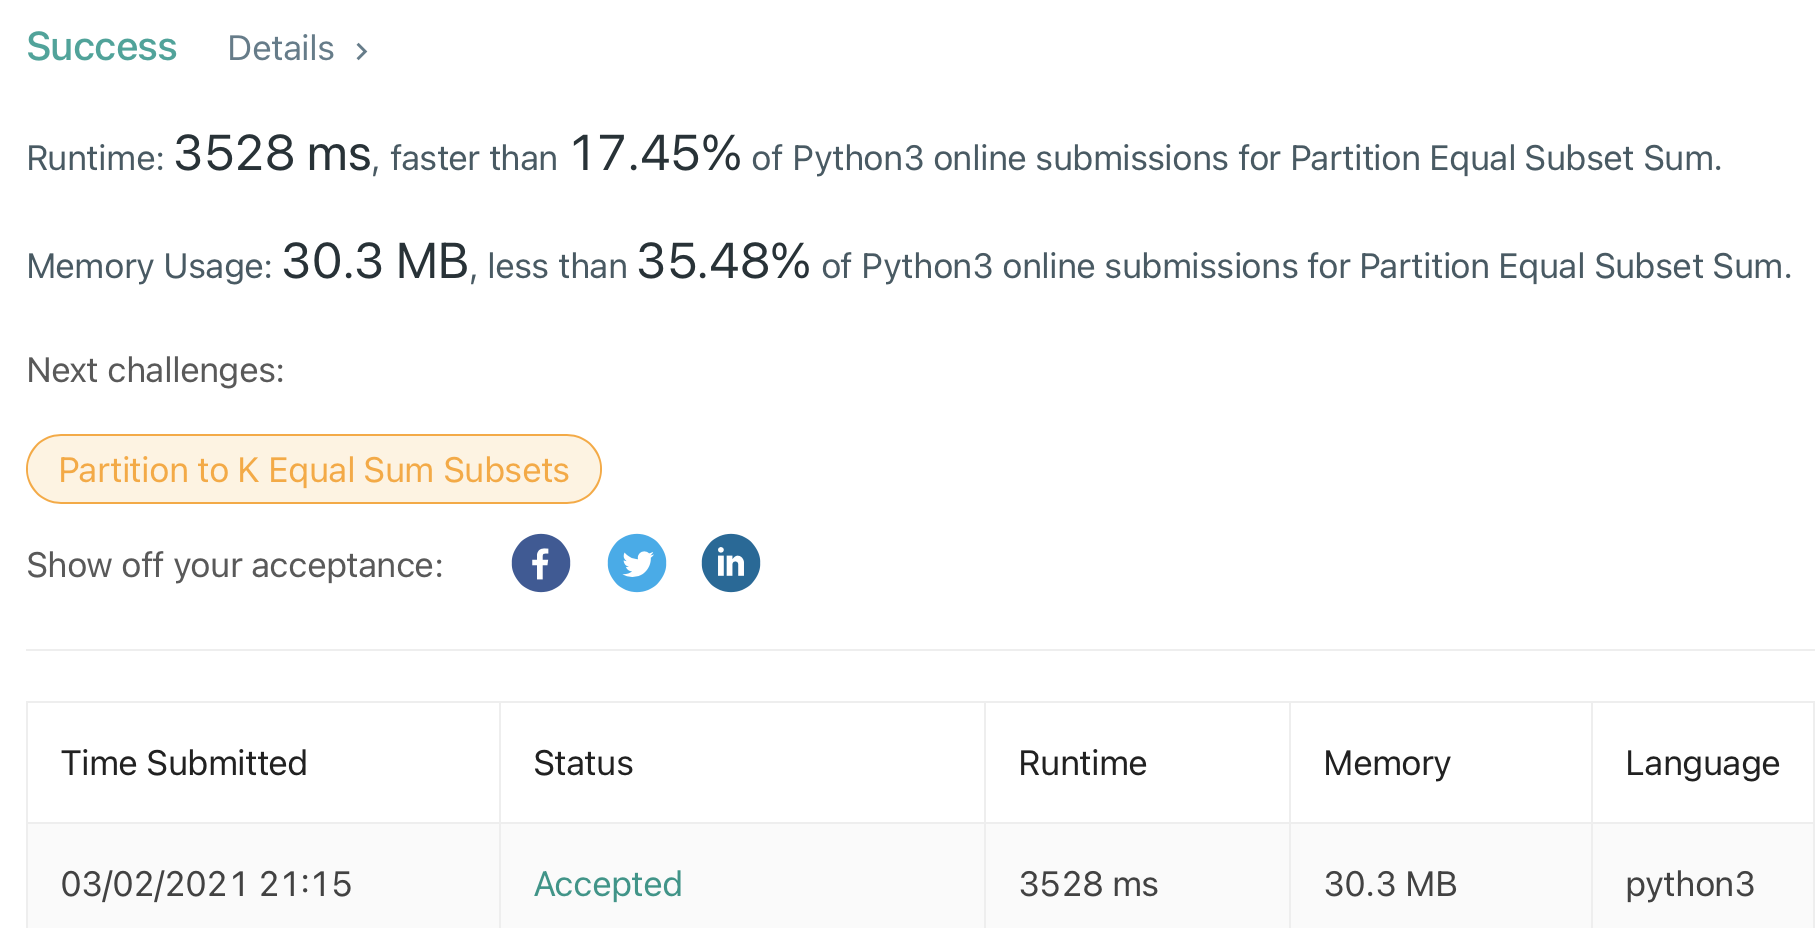 Success Details >
Runtime: 3528 ms, faster than 17.45% of Python3 online submissions for Partition Equal Subset Sum.
Memory Usage: 30.3 MB, less than 35.48% of Python3 online submissions for Partition Equal Subset Sum.
Next challenges:
Partition to K Equal Sum Subsets
Show off your acceptance: f in
Time Submitted Status Runtime Memory Language
03/02/2021 21:15 Accepted 3528 ms 30.3 MB python3